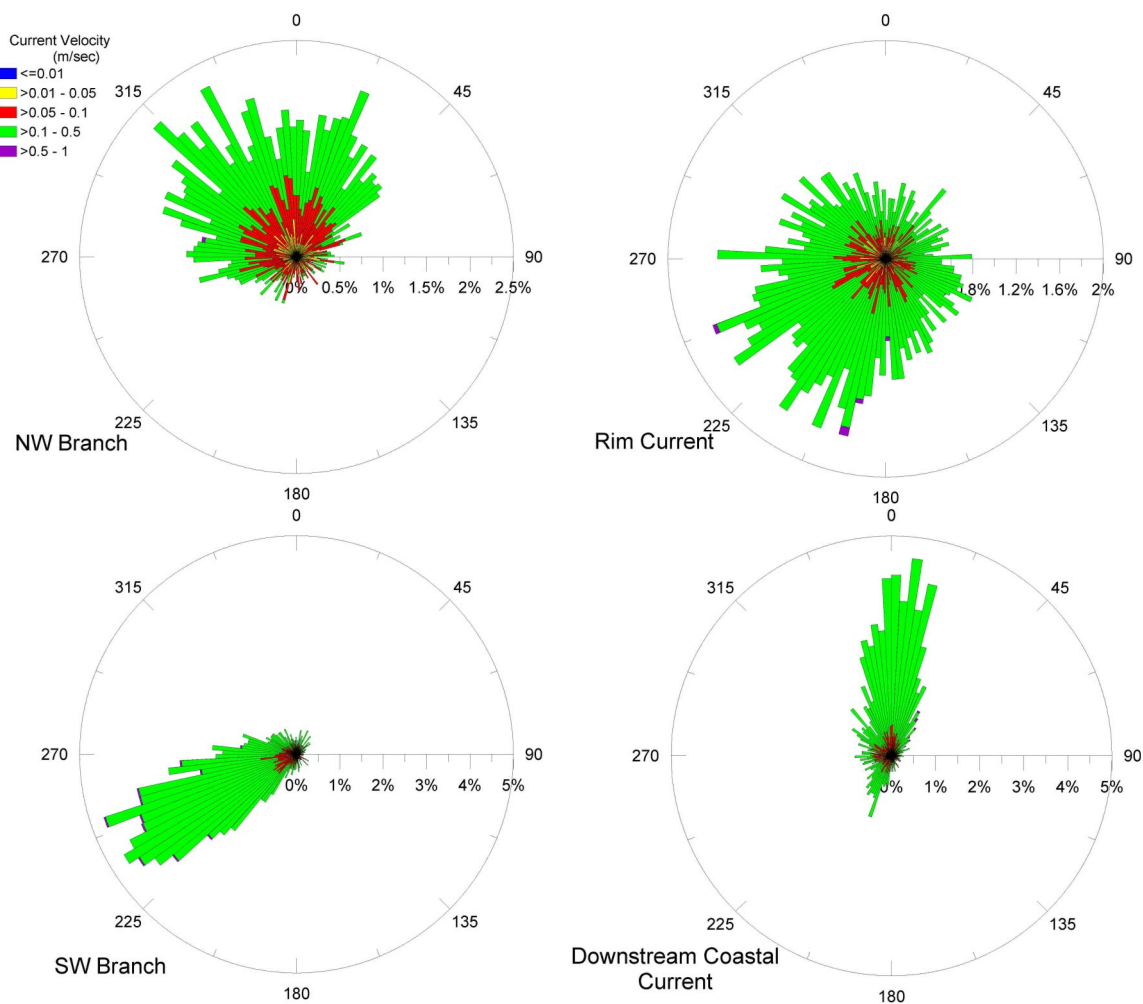 Current Velocity
(m/sec)
<=0.01
>0.01 - 0.05
>0.05 - 0.1
>0.1 - 0.5
>0.5 - 1
0
45
90
135
180
225
270
315
0% 0.5% 1% 1.5% 2% 2.5%
NW Branch
0
45
90
135
180
225
270
315
.8% 1.2% 1.6% 2%
Rim Current
0
45
90
135
180
225
270
315
0% 1% 2% 3% 4% 5%
SW Branch
0
45
90
135
180
225
270
315
0% 1% 2% 3% 4% 5%
Downstream Coastal
Current